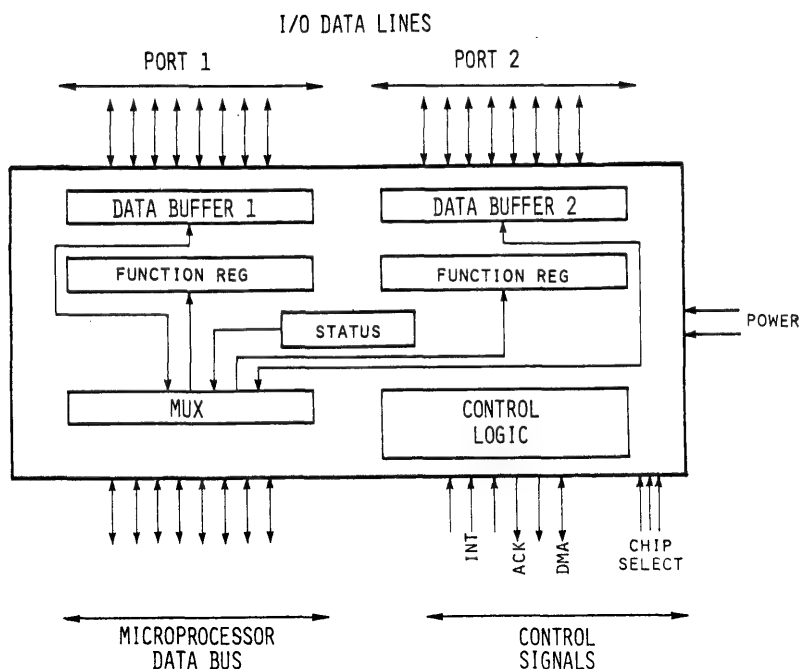 I/O DATA LINES
PORT 1
PORT 2
DATA BUFFER 1
DATA BUFFER 2
FUNCTION REG
FUNCTION REG
STATUS
POWER
MUX
CONTROL
LOGIC
INT
ACK
DMA
CHIP
SELECT
MICROPROCESSOR
DATA BUS
CONTROL
SIGNALS